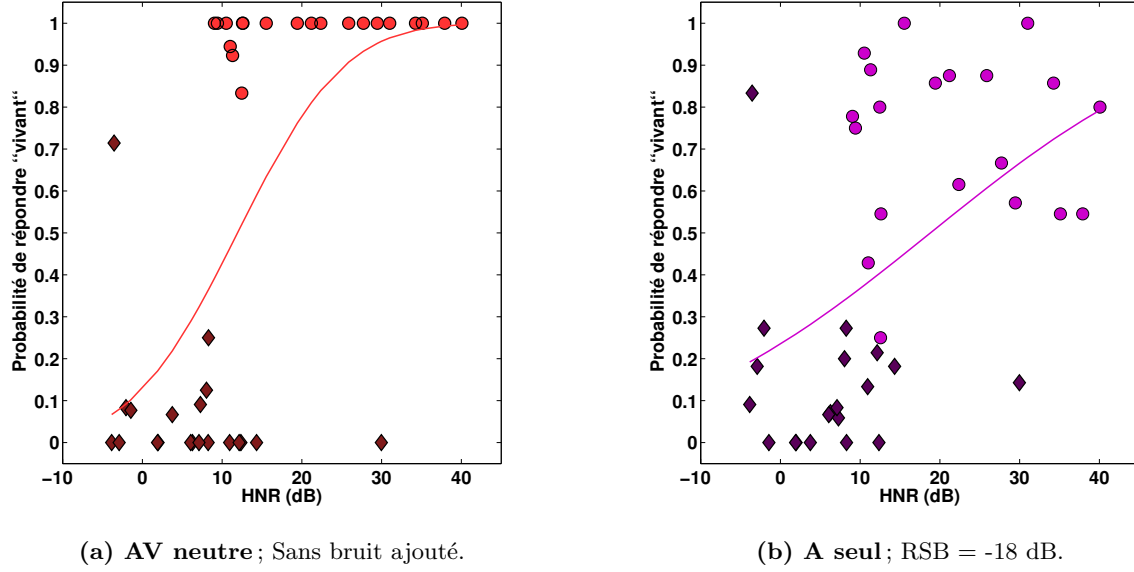 Probabilité de répondre “vivant“
1
0.9
0.8
0.7
0.6
0.5
0.4
0.3
0.2
0.1
0
−10 0 10 20 30 40
HNR (dB)
(a) AV neutre ; Sans bruit ajouté.
Probabilité de répondre “vivant“
1
0.9
0.8
0.7
0.6
0.5
0.4
0.3
0.2
0.1
0
−10 0 10 20 30 40
HNR (dB)
(b) A seul ; RSB = -18 dB.